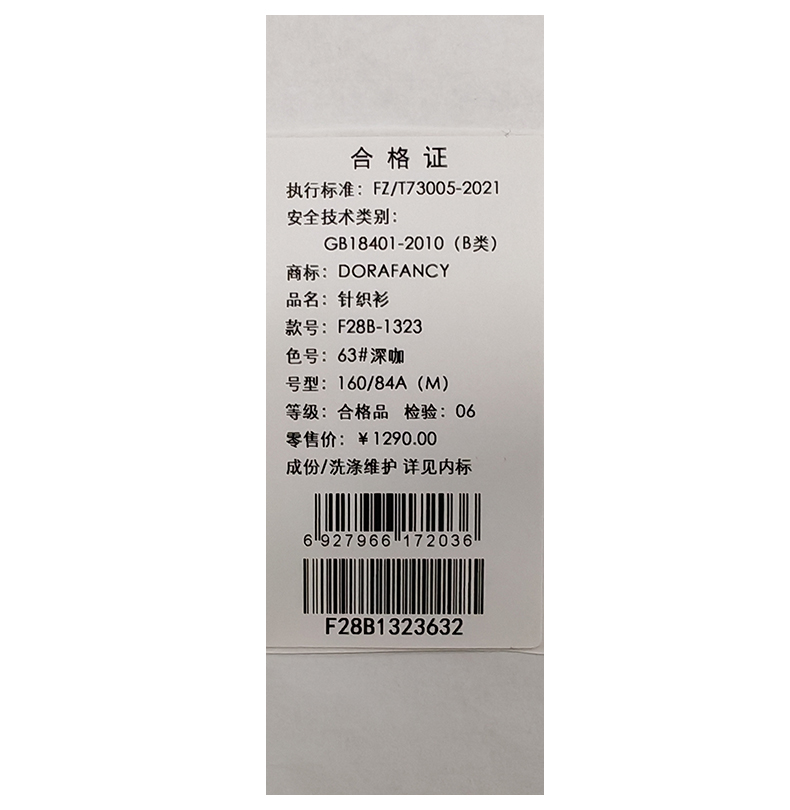 合格证
执行标准：FZ/T73005-2021
安全技术类别：
GB18401-2010（B类）
商标：DORAFANCY
品名：针织衫
款号：F28B-1323
色号：63#深咖
号型：160/84A（M）
等级：合格品 检验：06
零售价：￥1290.00
成份/洗涤维护 详见内标
6 927966 172036
F28B1323632